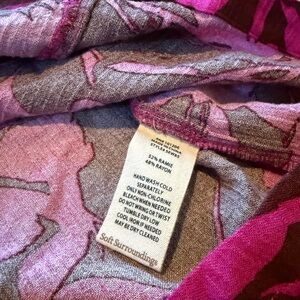 52% RAMIE
48% RAYON
HAND WASH COLD
SEPARATELY
ONLY NON-CHLORINE
BLEACH WHEN NEEDED
DO NOT WRING OR TWIST
TUMBLE DRY LOW
COOL IRON IF NEEDED
MAY BE DRY CLEANED
Soft Surroundings